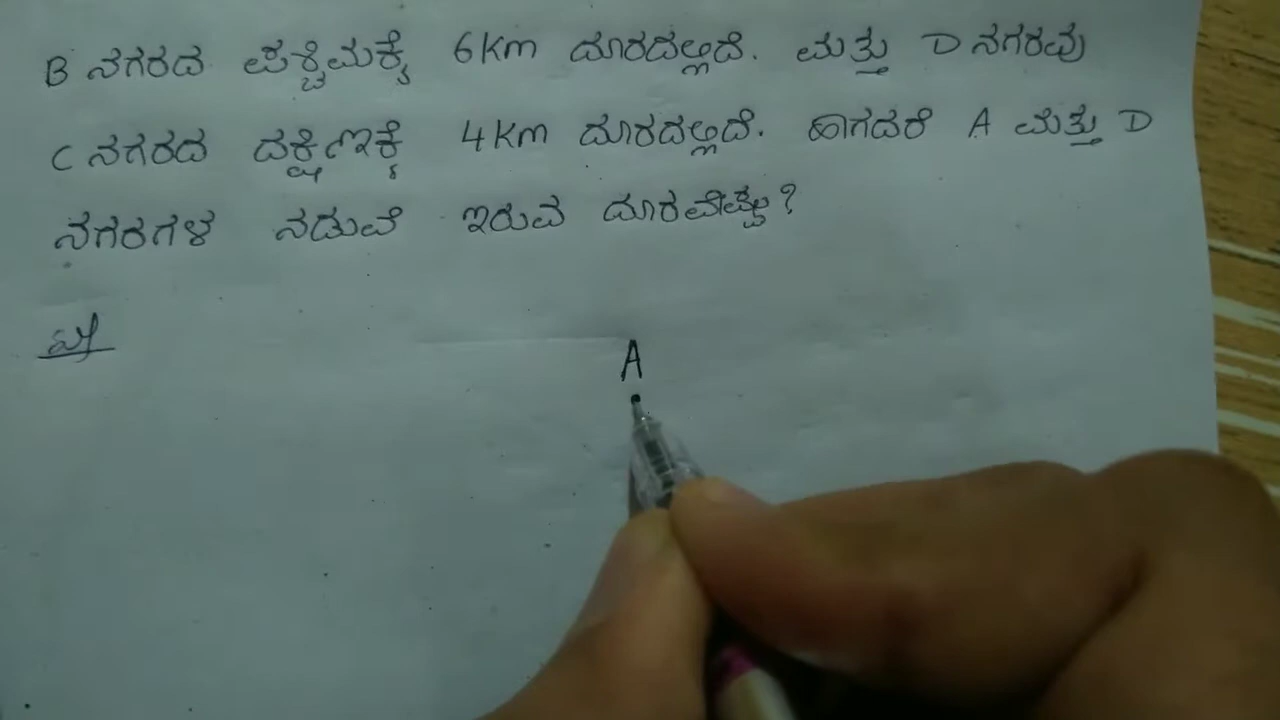 B ನಗರದ ಪಶ್ಚಿಮಕ್ಕೆ 6Km ದೂರದಲ್ಲಿದೆ. ಮತ್ತು D ನಗರವು
C ನಗರದ ದಕ್ಷಿಣಕ್ಕೆ 4Km ದೂರದಲ್ಲಿದೆ. ಹಾಗದರೆ A ಮತ್ತು D
ನಗರಗಳ ನಡುವೆ ಇರುವ ದೂರವೇಷ್ಟು?
A